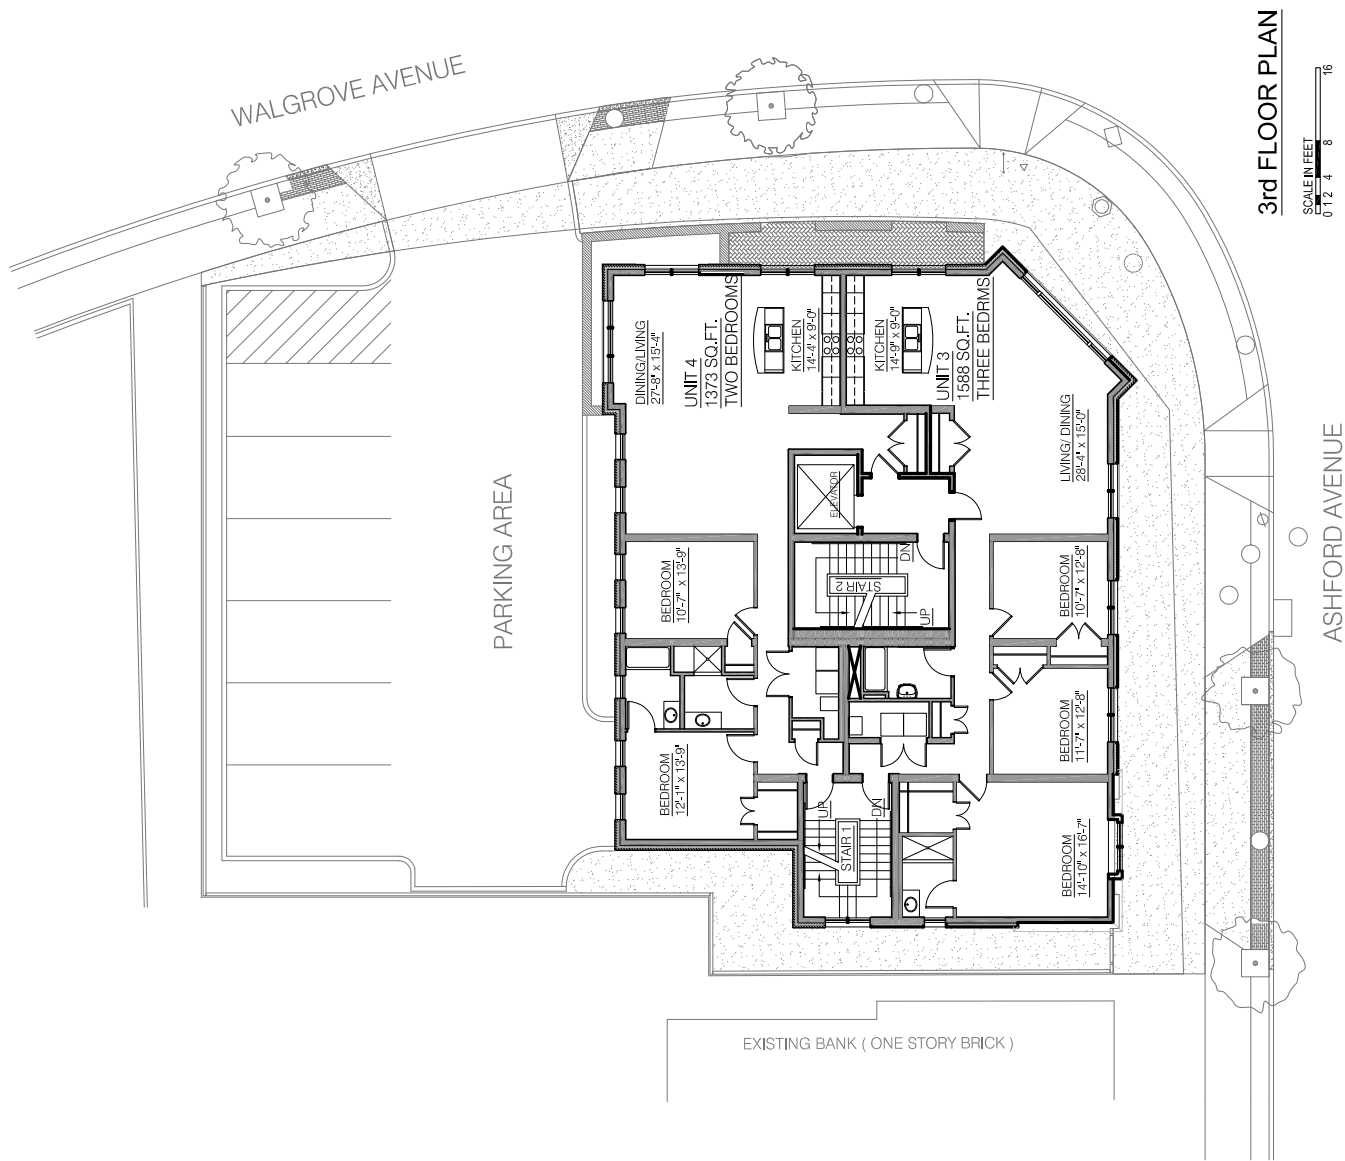 WALGROVE AVENUE
3rd FLOOR PLAN
SCALE IN FEET
0 1 2 4 8 16
DINING/LIVING
27'-8" x 15'-4"
UNIT 4
1373 SQ.FT.
TWO BEDROOMS
KITCHEN
14'-4" x 9'-0"
KITCHEN
14'-9" x 9'-0"
UNIT 3
1588 SQ.FT.
THREE BEDRMS
LIVING/ DINING
28'-4" x 15'-0"
ELEVATOR
PARKING AREA
ASHFORD AVENUE
BEDROOM
10'-7" x 13'-9"
STAIR 2
DN
UP
BEDROOM
10'-7" x 12'-8"
BEDROOM
12'-1" x 13'-9"
BEDROOM
11'-7" x 12'-8"
UP
DN
STAIR 1
BEDROOM
14'-10" x 16'-7"
EXISTING BANK ( ONE STORY BRICK )